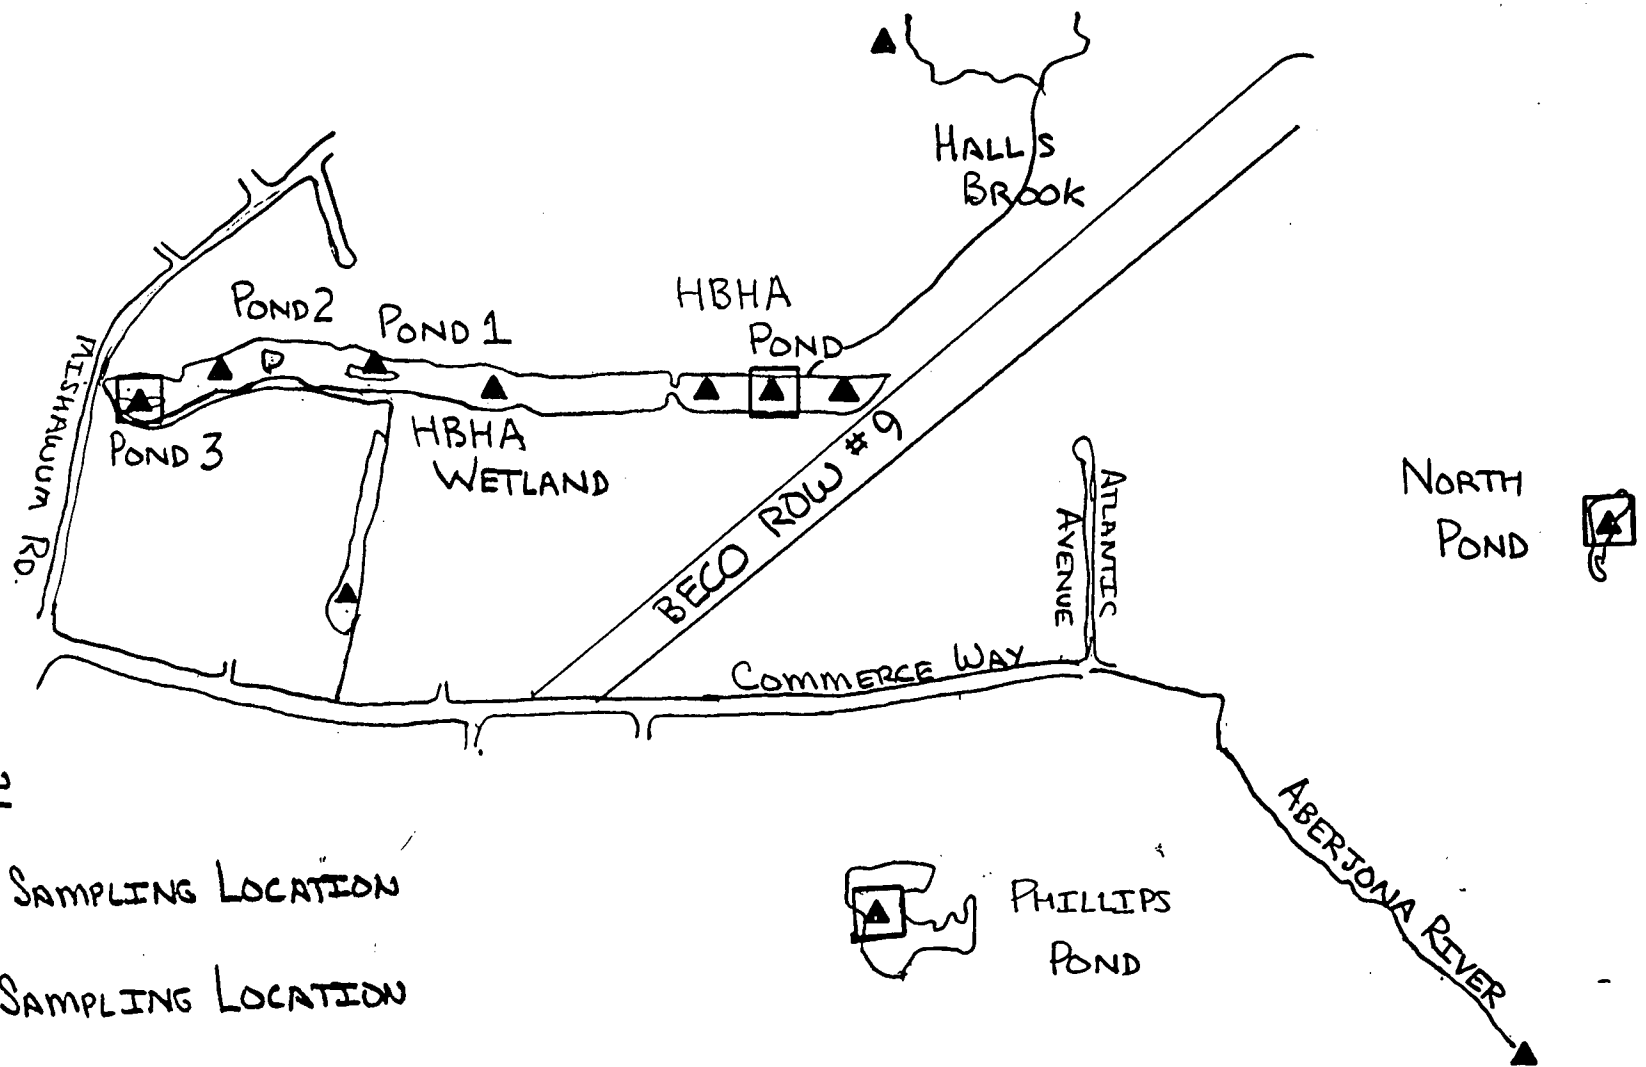 HALLS
BROOK
HBHA
POND
POND 2
POND 1
MISHAWUM RD.
POND 3
HBHA
WETLAND
BECO ROW #9
ATLANTIC
AVENUE
NORTH
POND
COMMERCE WAY
ABERJONA RIVER
SAMPLING LOCATION
PHILLIPS
POND
SAMPLING LOCATION